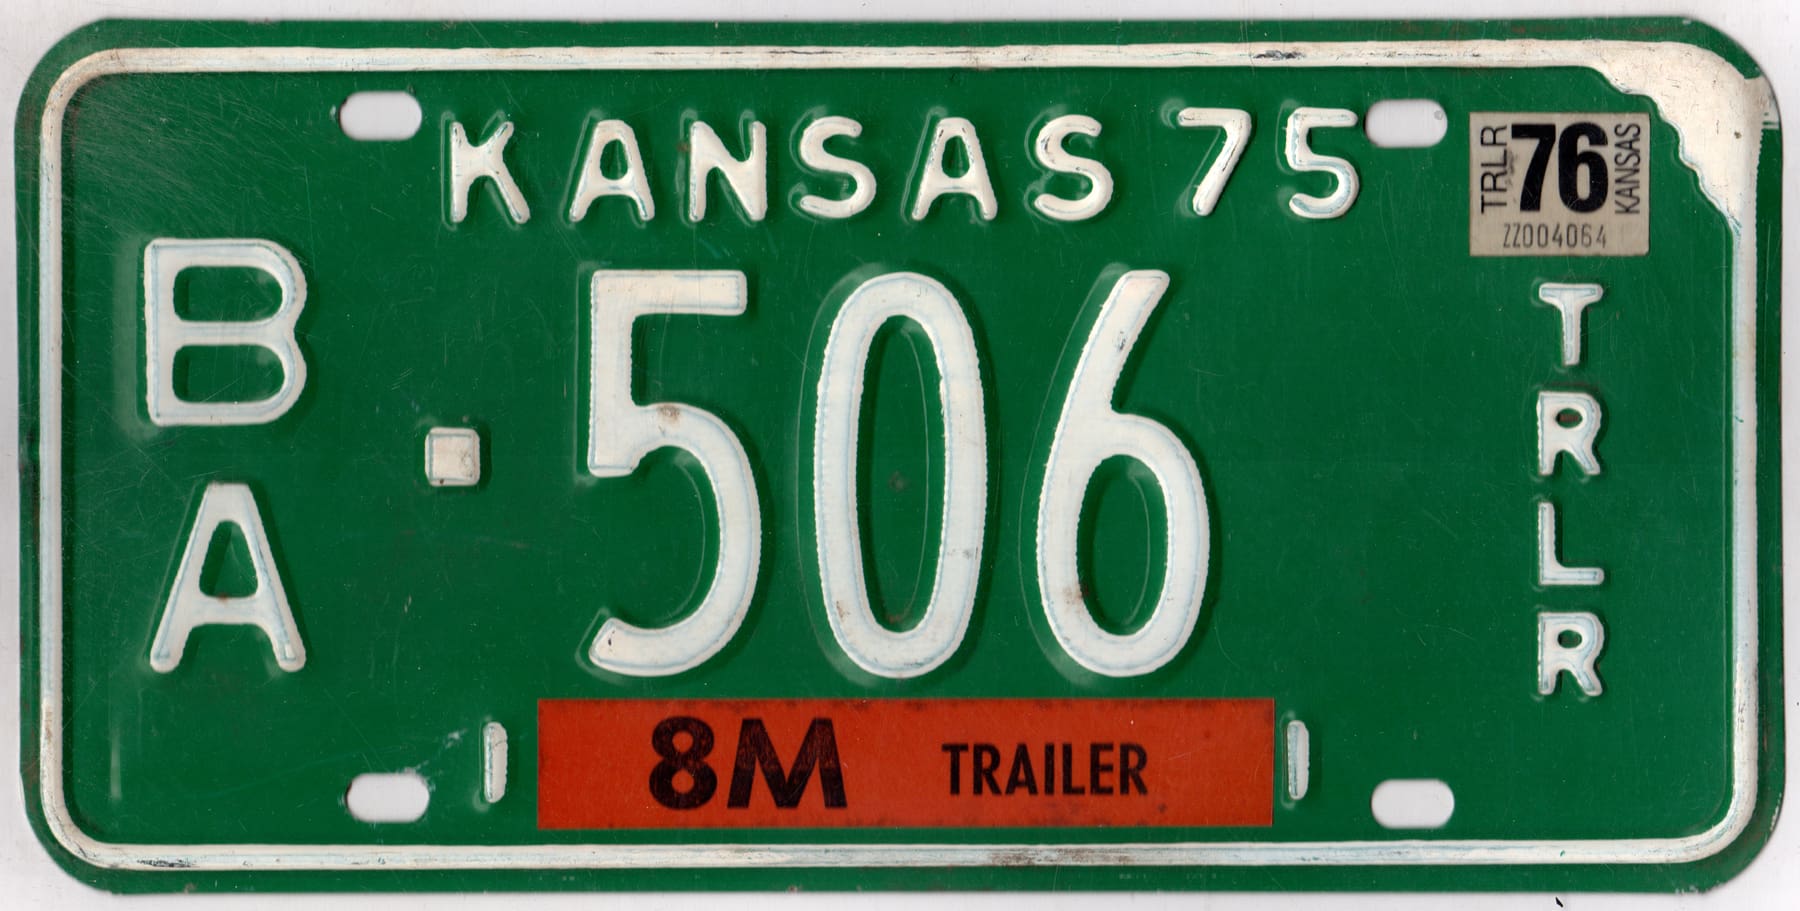 KANSAS 75
TRLR 76 KANSAS
ZZ004064
BA
506
TRLR
8M TRAILER